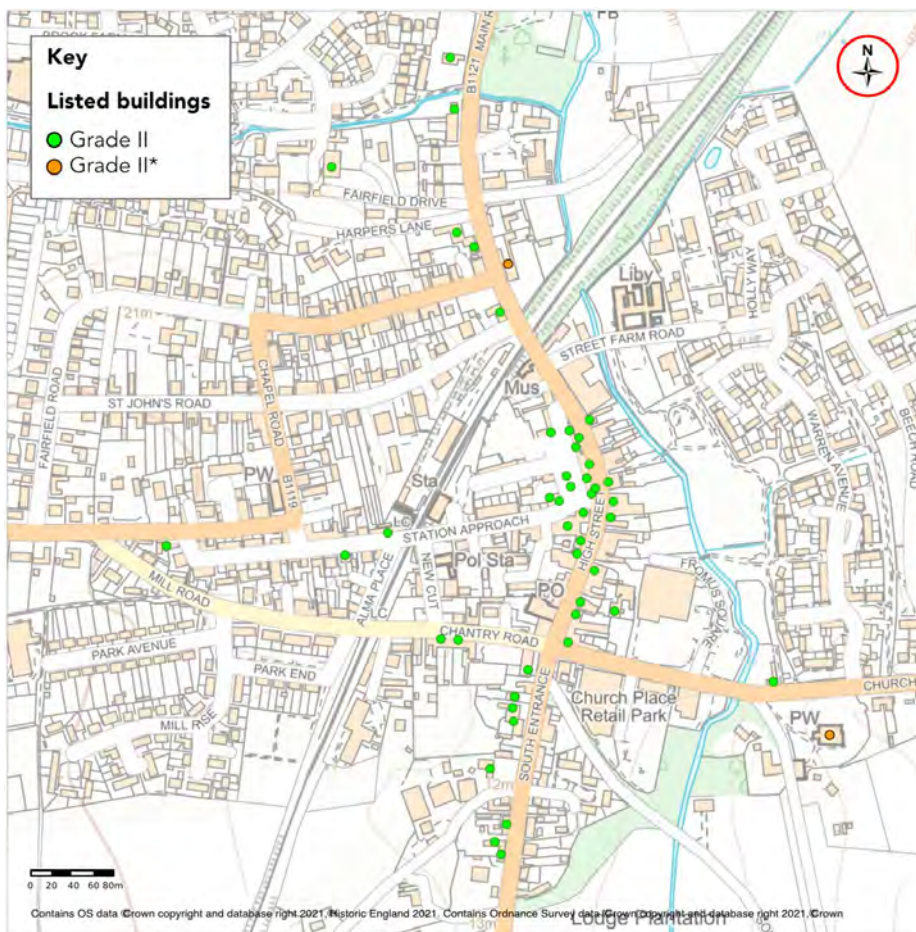 FB
BROOK FARM
Key
Listed buildings
Grade II
Grade II*
B1121 MAIN R
N
FAIRFIELD DRIVE
HARPERS LANE
HOLLY WAY
Liby
21m
STREET FARM ROAD
CHAPEL ROAD
Mus
ST JOHN'S ROAD
FAIRFIELD ROAD
WARREN AVENUE
BEECH ROAD
PW
B1119
Sta
LC
STATION APPROACH
HIGH STREET
Pol Sta
NEW CUT
ALMA PLACE
MILL ROAD
PO
FROMUS SQUARE
CHANTRY ROAD
PARK AVENUE
PARK END
CHURCH
Church Place
Retail Park
SOUTH ENTRANCE
MILL RISE
PW
12m
0 20 40 60 80m
Contains OS data ©Crown copyright and database right 2021, Historic England 2021, Contains Ordnance Survey data ©Crown copyright and database right 2021, Crown
13m
Lodge Plantation